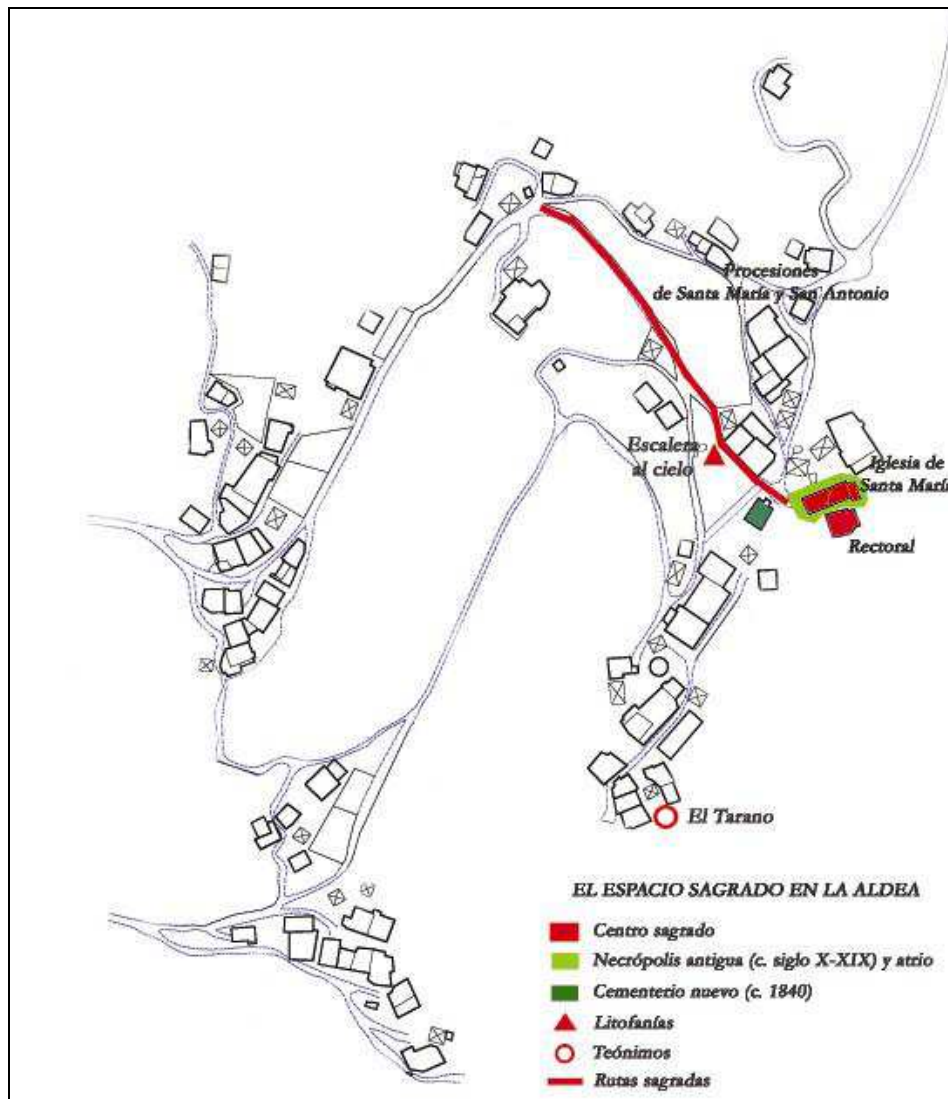 Procesiones
de Santa María y San Antonio
Escalera
al cielo
Iglesia de
Santa María
Rectoral
El Tarano
EL ESPACIO SAGRADO EN LA ALDEA
Centro sagrado
Necrópolis antigua (c. siglo X-XIX) y atrio
Cementerio nuevo (c. 1840)
Litofanías
Teónimos
Rutas sagradas